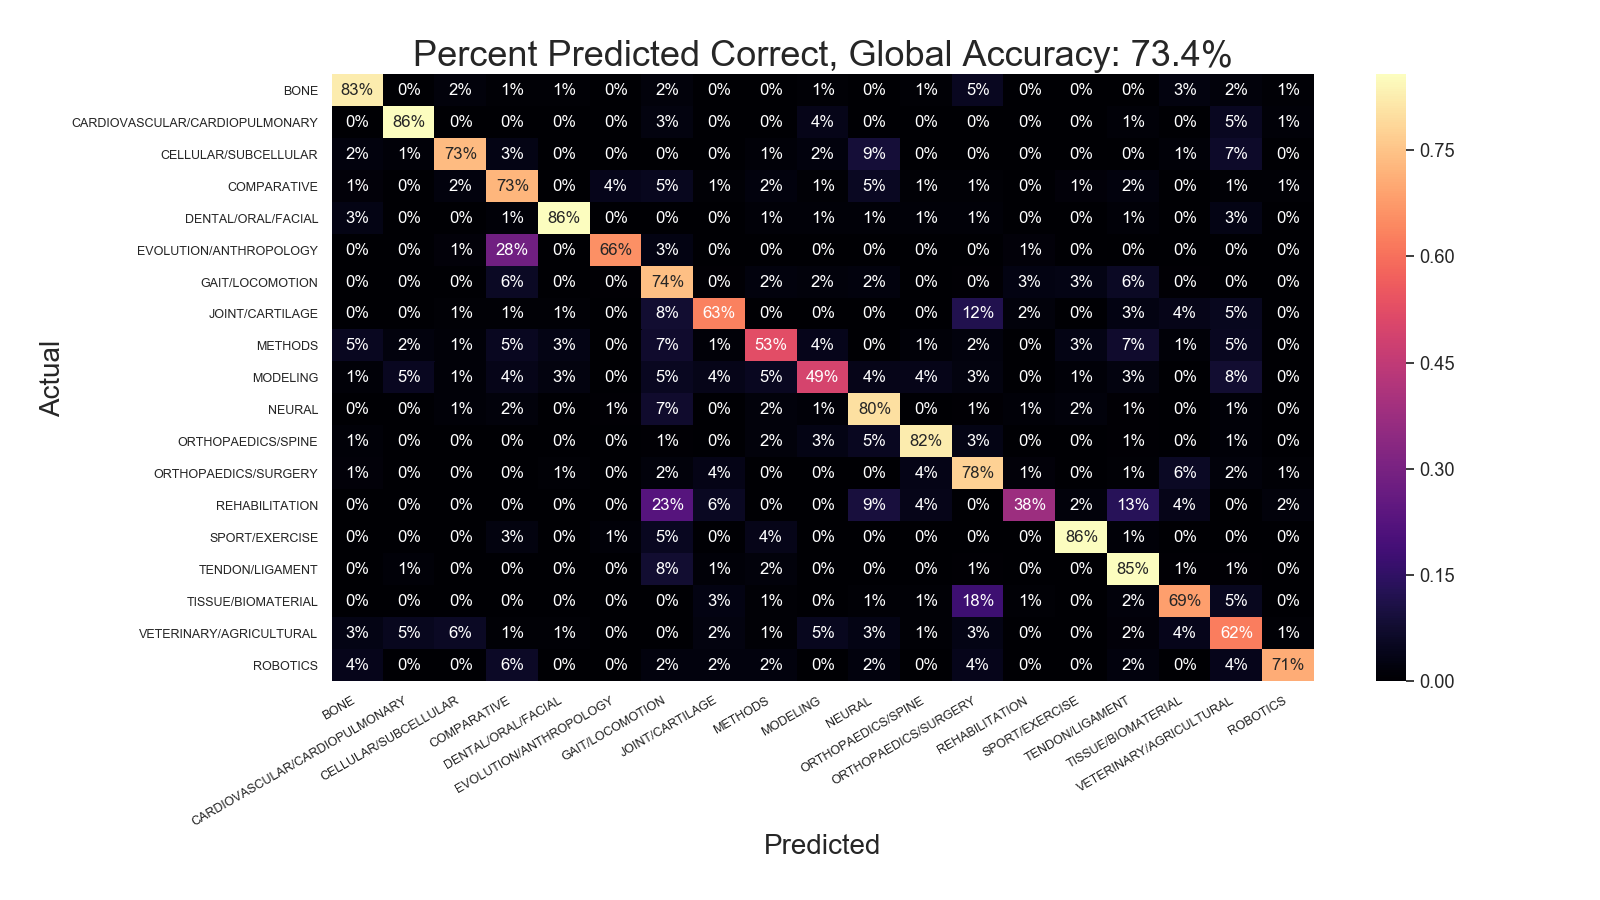 Percent Predicted Correct, Global Accuracy: 73.4%
BONE 83% 0% 2% 1% 1% 0% 2% 0% 0% 1% 0% 1% 5% 0% 0% 0% 3% 2% 1%
CARDIOVASCULAR/CARDIOPULMONARY 0% 86% 0% 0% 0% 0% 3% 0% 0% 4% 0% 0% 0% 0% 0% 1% 0% 5% 1%
CELLULAR/SUBCELLULAR 2% 1% 73% 3% 0% 0% 0% 0% 1% 2% 9% 0% 0% 0% 0% 0% 1% 7% 0%
COMPARATIVE 1% 0% 2% 73% 0% 4% 5% 1% 2% 1% 5% 1% 1% 0% 1% 2% 0% 1% 1%
DENTAL/ORAL/FACIAL 3% 0% 0% 1% 86% 0% 0% 0% 1% 1% 1% 1% 1% 0% 0% 1% 0% 3% 0%
EVOLUTION/ANTHROPOLOGY 0% 0% 1% 28% 0% 66% 3% 0% 0% 0% 0% 0% 0% 1% 0% 0% 0% 0% 0%
GAIT/LOCOMOTION 0% 0% 0% 6% 0% 0% 74% 0% 2% 2% 2% 0% 0% 3% 3% 6% 0% 0% 0%
JOINT/CARTILAGE 0% 0% 1% 1% 1% 0% 8% 63% 0% 0% 0% 0% 12% 2% 0% 3% 4% 5% 0%
METHODS 5% 2% 1% 5% 3% 0% 7% 1% 53% 4% 0% 1% 2% 0% 3% 7% 1% 5% 0%
MODELING 1% 5% 1% 4% 3% 0% 5% 4% 5% 49% 4% 4% 3% 0% 1% 3% 0% 8% 0%
NEURAL 0% 0% 1% 2% 0% 1% 7% 0% 2% 1% 80% 0% 1% 1% 2% 1% 0% 1% 0%
ORTHOPAEDICS/SPINE 1% 0% 0% 0% 0% 0% 1% 0% 2% 3% 5% 82% 3% 0% 0% 1% 0% 1% 0%
ORTHOPAEDICS/SURGERY 1% 0% 0% 0% 1% 0% 2% 4% 0% 0% 0% 4% 78% 1% 0% 1% 6% 2% 1%
REHABILITATION 0% 0% 0% 0% 0% 0% 23% 6% 0% 0% 9% 4% 0% 38% 2% 13% 4% 0% 2%
SPORT/EXERCISE 0% 0% 0% 3% 0% 1% 5% 0% 4% 0% 0% 0% 0% 0% 86% 1% 0% 0% 0%
TENDON/LIGAMENT 0% 1% 0% 0% 0% 0% 8% 1% 2% 0% 0% 0% 1% 0% 0% 85% 1% 1% 0%
TISSUE/BIOMATERIAL 0% 0% 0% 0% 0% 0% 0% 3% 1% 0% 1% 1% 18% 1% 0% 2% 69% 5% 0%
VETERINARY/AGRICULTURAL 3% 5% 6% 1% 1% 0% 0% 2% 1% 5% 3% 1% 3% 0% 0% 2% 4% 62% 1%
ROBOTICS 4% 0% 0% 6% 0% 0% 2% 2% 2% 0% 2% 0% 4% 0% 0% 2% 0% 4% 71%
Actual
BONE
CARDIOVASCULAR/CARDIOPULMONARY
CELLULAR/SUBCELLULAR
COMPARATIVE
DENTAL/ORAL/FACIAL
EVOLUTION/ANTHROPOLOGY
GAIT/LOCOMOTION
JOINT/CARTILAGE
METHODS
MODELING
NEURAL
ORTHOPAEDICS/SPINE
ORTHOPAEDICS/SURGERY
REHABILITATION
SPORT/EXERCISE
TENDON/LIGAMENT
TISSUE/BIOMATERIAL
VETERINARY/AGRICULTURAL
ROBOTICS
Predicted
0.75
0.60
0.45
0.30
0.15
0.00